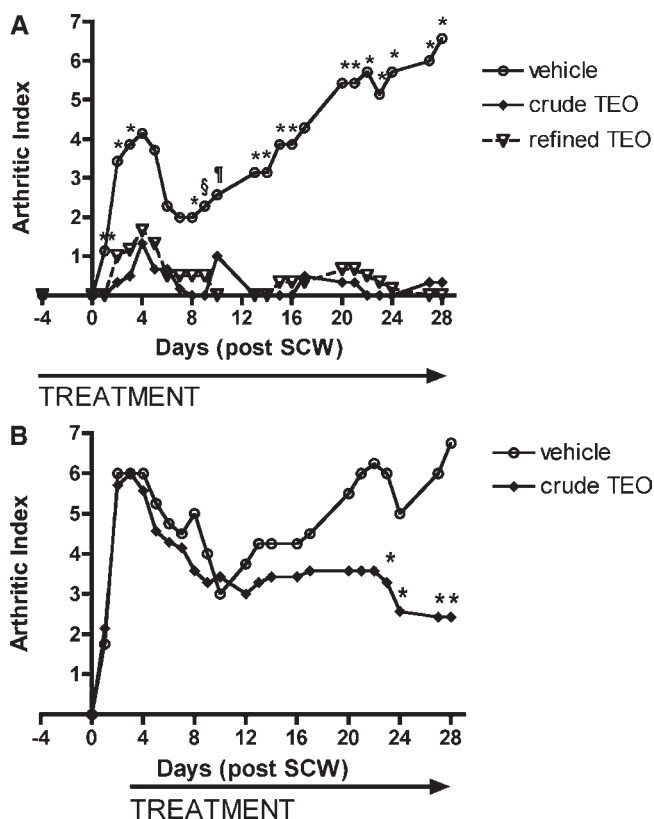 A
7
6
5
4
3
2
1
Arthritic Index
* * * * * § ¶ * * * * * * * * * * * *
** 
-4 0 4 8 12 16 20 24 28
Days (post SCW)
TREATMENT
vehicle
crude TEO
refined TEO
B
7
6
5
4
3
2
1
Arthritic Index
* * * *
-4 0 4 8 12 16 20 24 28
Days (post SCW)
TREATMENT
vehicle
crude TEO